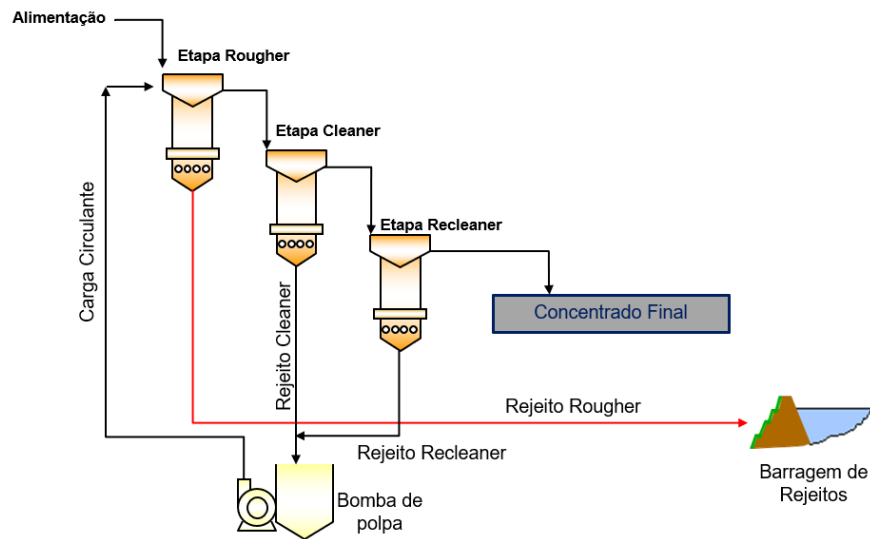 Alimentação
Etapa Rougher
Etapa Cleaner
Etapa Recleaner
Carga Circulante
Rejeito Cleaner
Concentrado Final
Rejeito Rougher
Rejeito Recleaner
Barragem de
Rejeitos
Bomba de
polpa